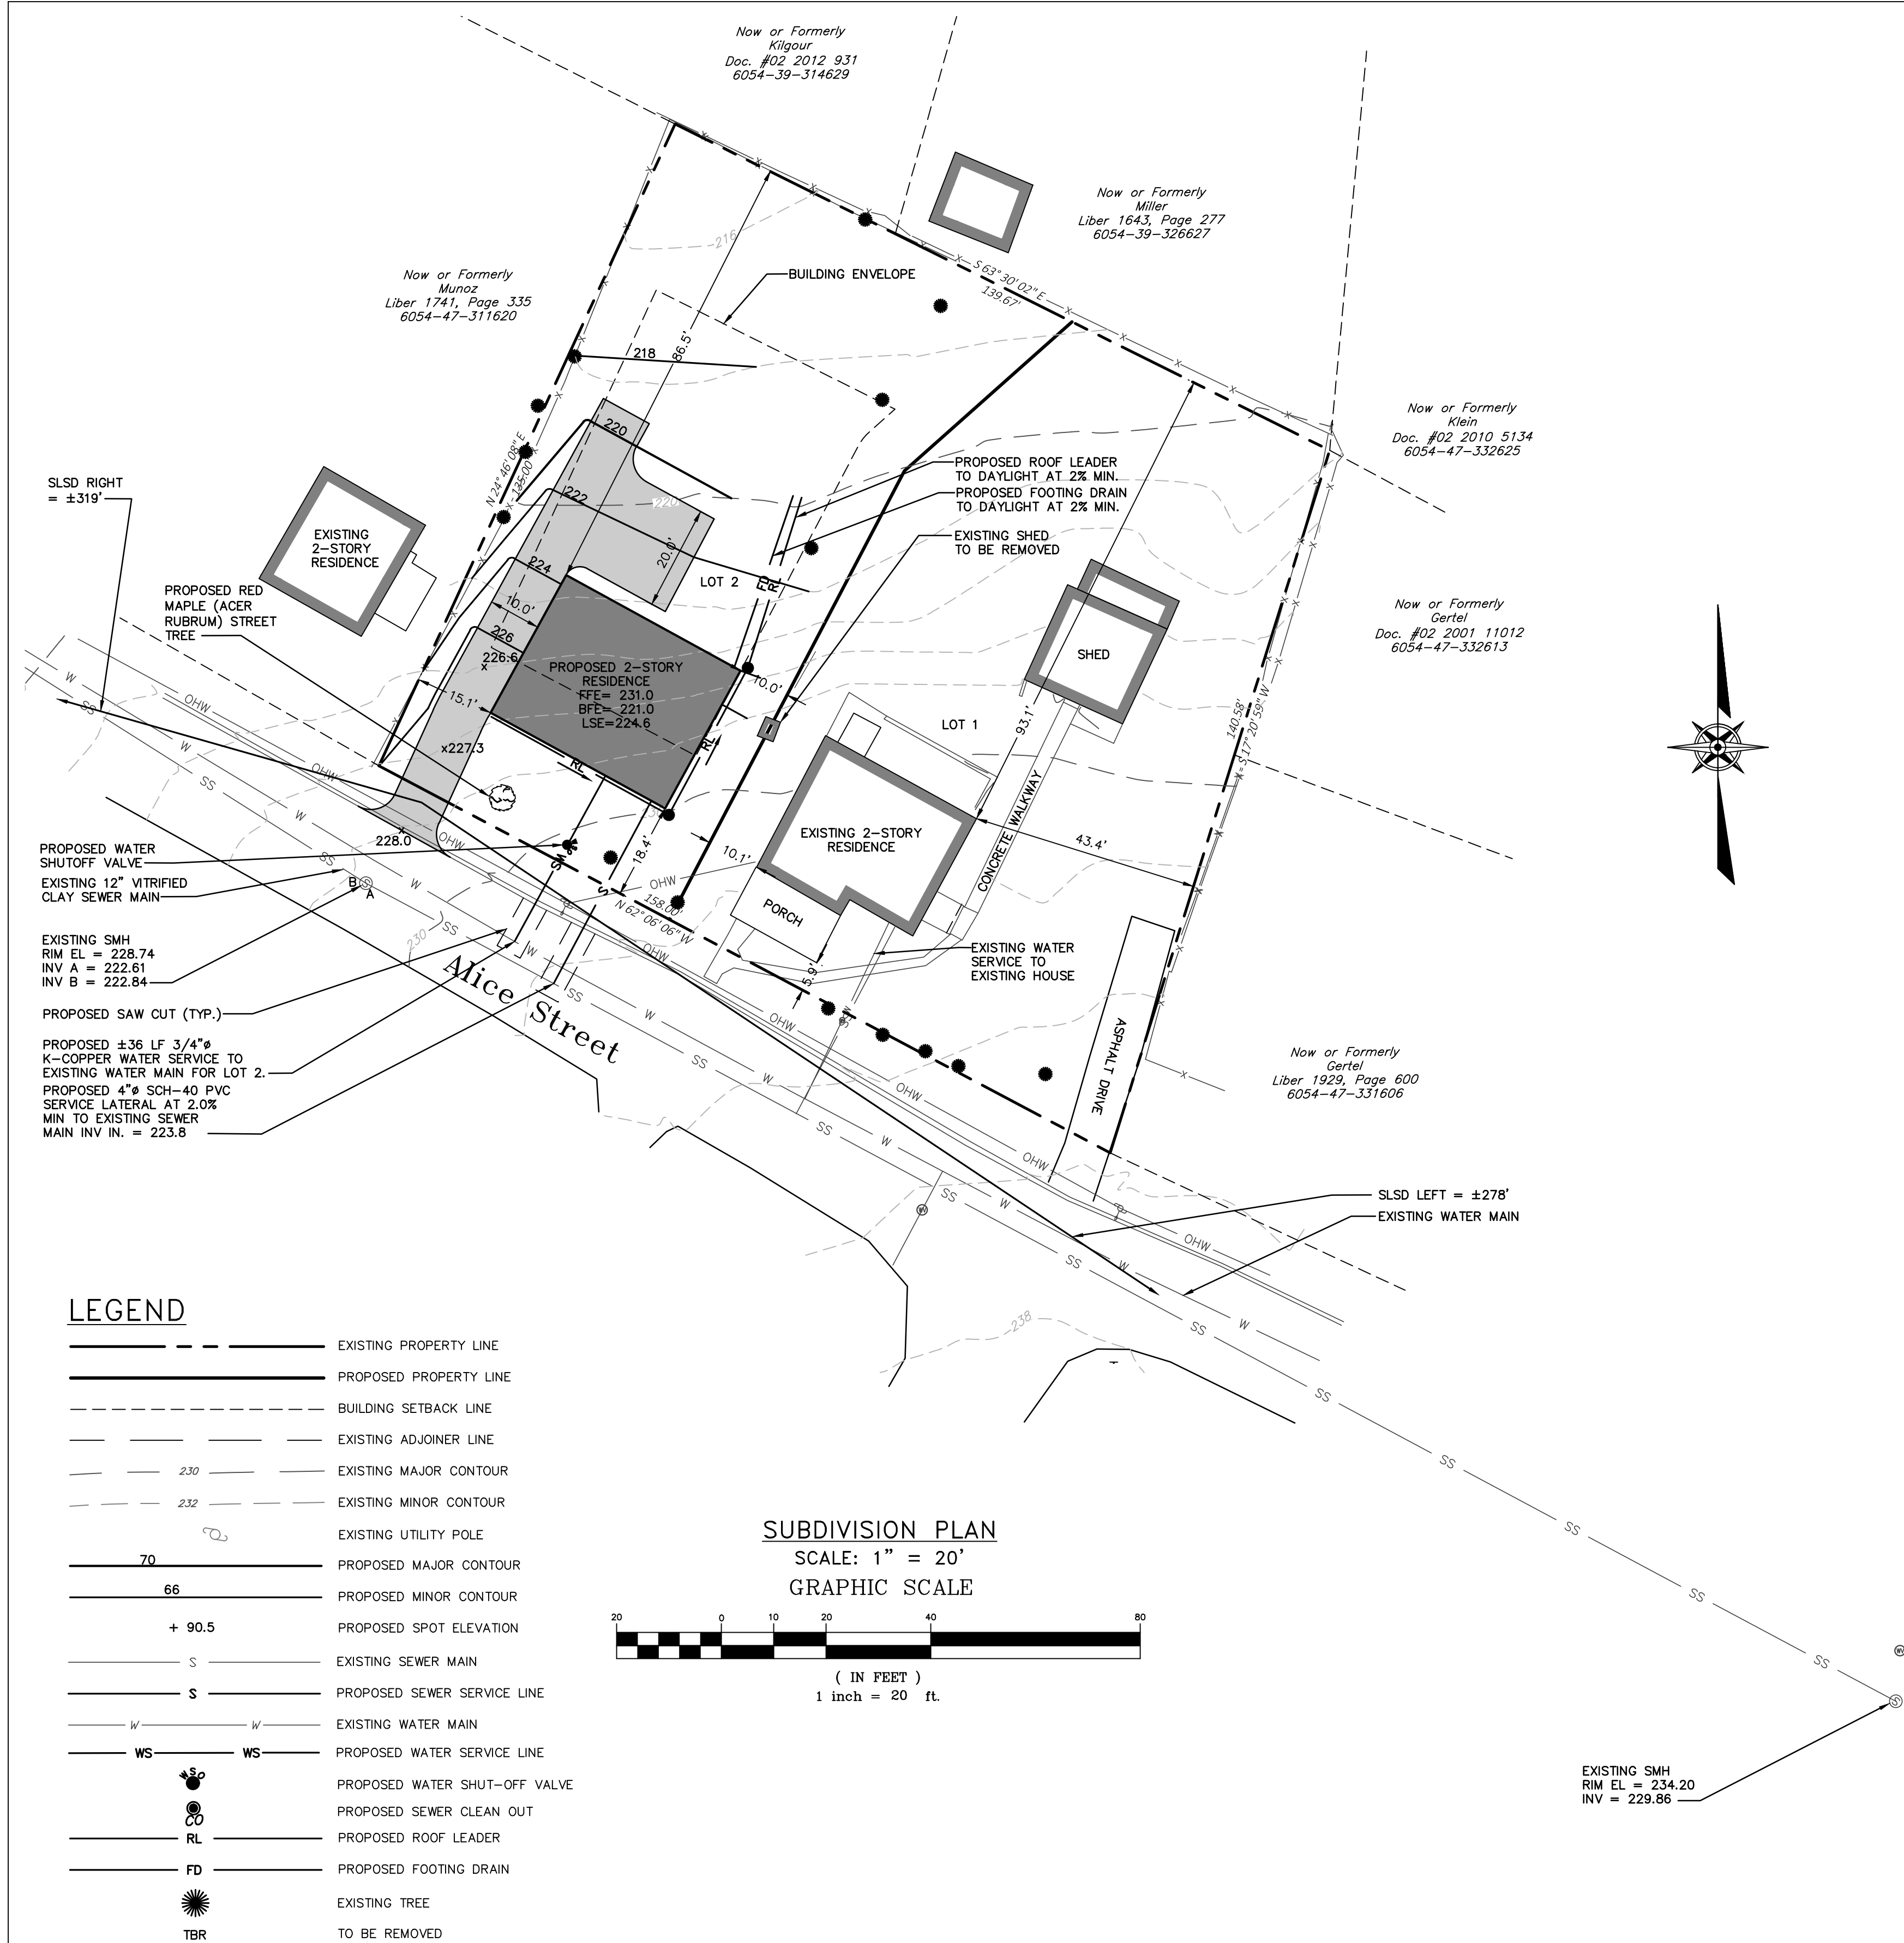 Now or Formerly
Kilgour
Doc. #02 2012 931
6054-39-314629
Now or Formerly
Miller
Liber 1643, Page 277
6054-39-326627
Now or Formerly
Munoz
Liber 1741, Page 335
6054-47-311620
216
BUILDING ENVELOPE
S 63°30'02" E
139.67'
218
86.5'
Now or Formerly
Klein
Doc. #02 2010 5134
6054-47-332625
220
N 24°46'08" E
135.00'
SLSD RIGHT
= ±319'
PROPOSED ROOF LEADER
TO DAYLIGHT AT 2% MIN.
PROPOSED FOOTING DRAIN
TO DAYLIGHT AT 2% MIN.
222
220
EXISTING
2-STORY
RESIDENCE
EXISTING SHED
TO BE REMOVED
20.0'
224
LOT 2
FD
RL
PROPOSED RED
MAPLE (ACER
RUBRUM) STREET
TREE
10.0'
Now or Formerly
Gertel
Doc. #02 2001 11012
6054-47-332613
226
226.6
x
SHED
PROPOSED 2-STORY
RESIDENCE
FFE= 231.0
BFE= 221.0
LSE=224.6
10.0'
15.1'
LOT 1
93.1'
140.58'
S 17°20'59" W
x227.3
RL
RL
OHW
W
SS
230
x
228.0
EXISTING 2-STORY
RESIDENCE
CONCRETE WALKWAY
43.4'
PROPOSED WATER
SHUTOFF VALVE
EXISTING 12" VITRIFIED
CLAY SEWER MAIN
B
A
18.4'
10.1'
S
OHW
158.00'
N 62°06'06" W
PORCH
EXISTING SMH
RIM EL = 228.74
INV A = 222.61
INV B = 222.84
230
EXISTING WATER
SERVICE TO
EXISTING HOUSE
5.9'
Alice Street
PROPOSED SAW CUT (TYP.)
PROPOSED ±36 LF 3/4"ø
K-COPPER WATER SERVICE TO
EXISTING WATER MAIN FOR LOT 2.
PROPOSED 4"ø SCH-40 PVC
SERVICE LATERAL AT 2.0%
MIN TO EXISTING SEWER
MAIN INV IN. = 223.8
ASPHALT DRIVE
Now or Formerly
Gertel
Liber 1929, Page 600
6054-47-331606
SLSD LEFT = ±278'
EXISTING WATER MAIN
238
LEGEND
EXISTING PROPERTY LINE
PROPOSED PROPERTY LINE
BUILDING SETBACK LINE
EXISTING ADJOINER LINE
230 EXISTING MAJOR CONTOUR
232 EXISTING MINOR CONTOUR
EXISTING UTILITY POLE
70 PROPOSED MAJOR CONTOUR
66 PROPOSED MINOR CONTOUR
+ 90.5 PROPOSED SPOT ELEVATION
S EXISTING SEWER MAIN
S PROPOSED SEWER SERVICE LINE
W W EXISTING WATER MAIN
WS WS PROPOSED WATER SERVICE LINE
WSO PROPOSED WATER SHUT-OFF VALVE
CO PROPOSED SEWER CLEAN OUT
RL PROPOSED ROOF LEADER
FD PROPOSED FOOTING DRAIN
EXISTING TREE
TBR TO BE REMOVED
SUBDIVISION PLAN
SCALE: 1" = 20'
GRAPHIC SCALE
20 0 10 20 40 80
( IN FEET )
1 inch = 20 ft.
EXISTING SMH
RIM EL = 234.20
INV = 229.86